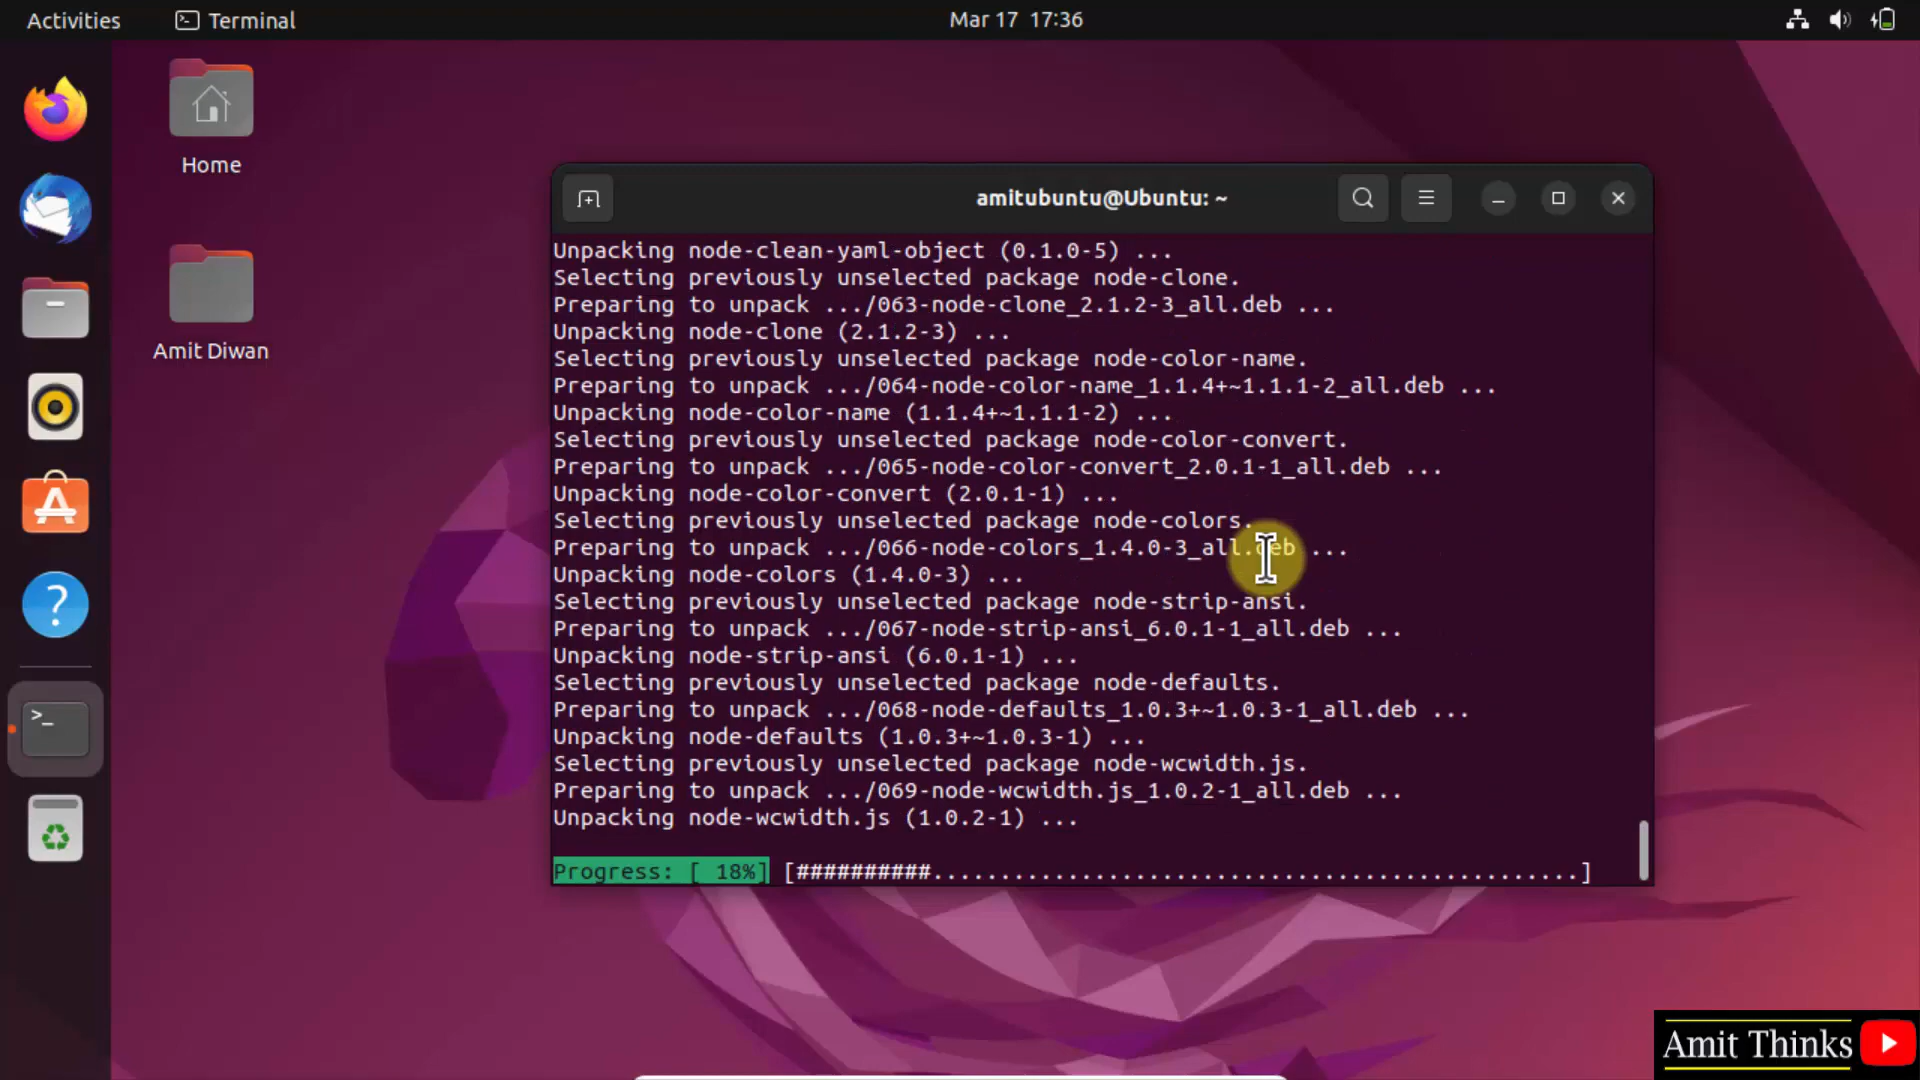 Activities
Terminal
Mar 17 17:36
Home
Amit Diwan
amitubuntu@Ubuntu: ~
Unpacking node-clean-yaml-object (0.1.0-5) ...
Selecting previously unselected package node-clone.
Preparing to unpack .../063-node-clone_2.1.2-3_all.deb ...
Unpacking node-clone (2.1.2-3) ...
Selecting previously unselected package node-color-name.
Preparing to unpack .../064-node-color-name_1.1.4+~1.1.1-2_all.deb ...
Unpacking node-color-name (1.1.4+~1.1.1-2) ...
Selecting previously unselected package node-color-convert.
Preparing to unpack .../065-node-color-convert_2.0.1-1_all.deb ...
Unpacking node-color-convert (2.0.1-1) ...
Selecting previously unselected package node-colors.
Preparing to unpack .../066-node-colors_1.4.0-3_all.deb ...
Unpacking node-colors (1.4.0-3) ...
Selecting previously unselected package node-strip-ansi.
Preparing to unpack .../067-node-strip-ansi_6.0.1-1_all.deb ...
Unpacking node-strip-ansi (6.0.1-1) ...
Selecting previously unselected package node-defaults.
Preparing to unpack .../068-node-defaults_1.0.3+~1.0.3-1_all.deb ...
Unpacking node-defaults (1.0.3+~1.0.3-1) ...
Selecting previously unselected package node-wcwidth.js.
Preparing to unpack .../069-node-wcwidth.js_1.0.2-1_all.deb ...
Unpacking node-wcwidth.js (1.0.2-1) ...
Progress: [ 18%] [##########................................................]
Amit Thinks